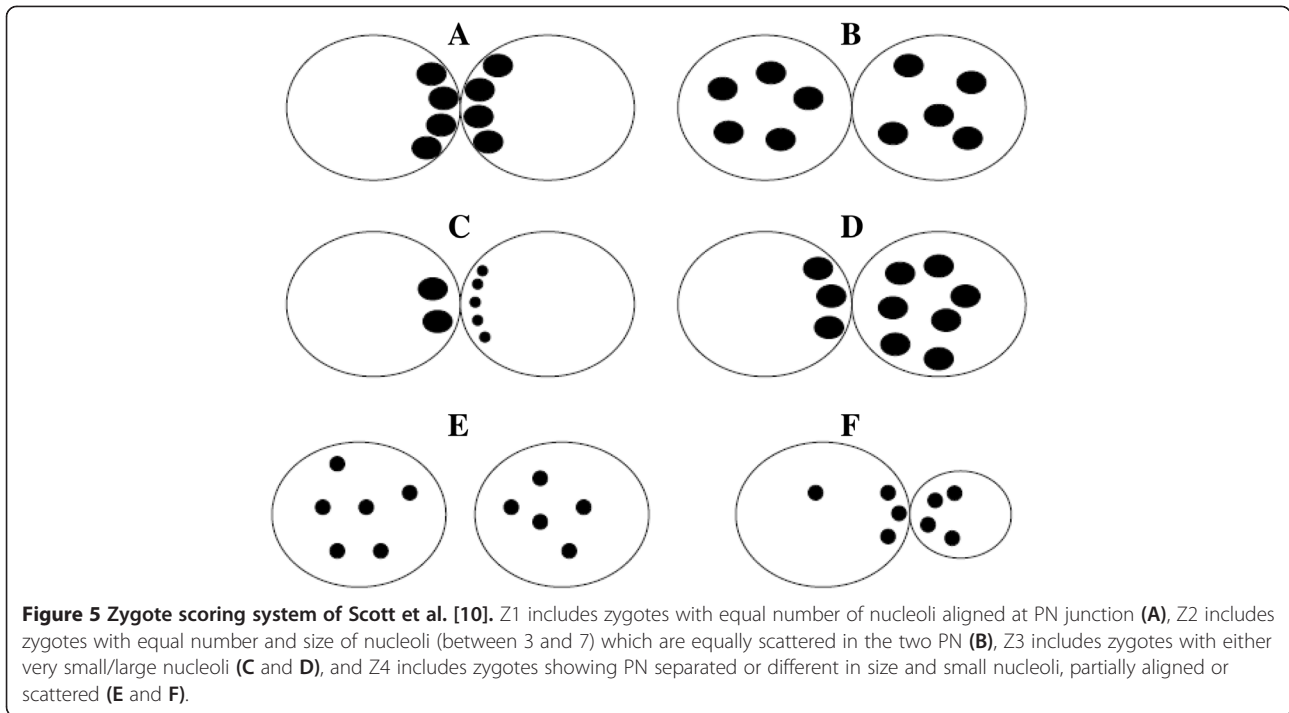 A B
C D
E F
Figure 5 Zygote scoring system of Scott et al. [10]. Z1 includes zygotes with equal number of nucleoli aligned at PN junction (A), Z2 includes
zygotes with equal number and size of nucleoli (between 3 and 7) which are equally scattered in the two PN (B), Z3 includes zygotes with either
very small/large nucleoli (C and D), and Z4 includes zygotes showing PN separated or different in size and small nucleoli, partially aligned or
scattered (E and F).